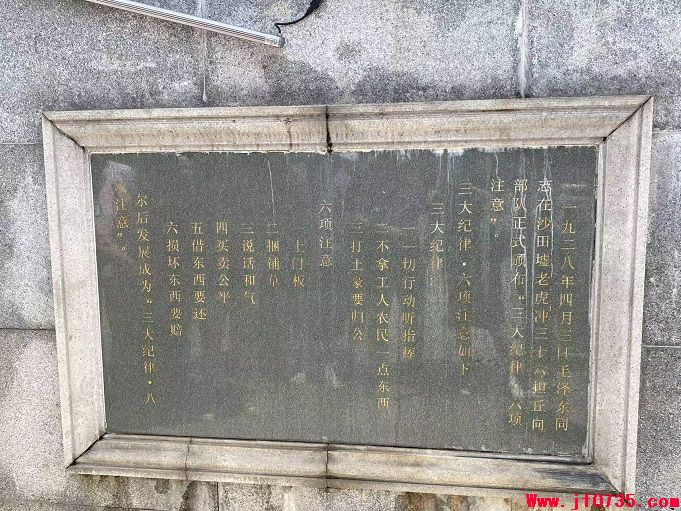 一九二八年四月三日毛泽东同
志在沙田墟老虎冲三十六担丘向
部队正式颁布“三大纪律·六项
注意”。
三大纪律·六项注意如下
三大纪律
一一切行动听指挥
二不拿工人农民一点东西
三打土豪要归公
六项注意
一上门板
二捆铺草
三说话和气
四买卖公平
五借东西要还
六损坏东西要赔
尔后发展成为“三大纪律·八
项注意”。
Www.jf0735.com